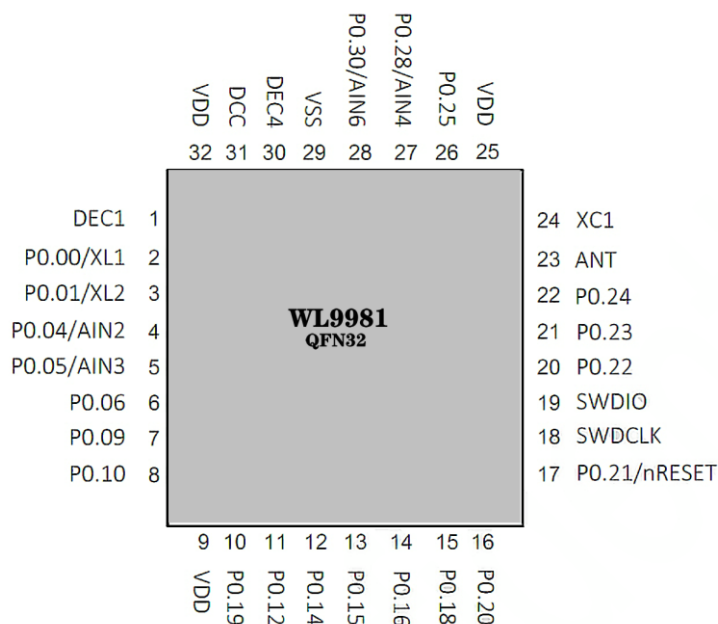 VDD DCC DEC4 VSS P0.30/AIN6 P0.28/AIN4 P0.25 VDD
32 31 30 29 28 27 26 25
DEC1 1
P0.00/XL1 2
P0.01/XL2 3
P0.04/AIN2 4
P0.05/AIN3 5
P0.06 6
P0.09 7
P0.10 8
WL9981
QFN32
24 XC1
23 ANT
22 P0.24
21 P0.23
20 P0.22
19 SWDIO
18 SWDCLK
17 P0.21/nRESET
9 10 11 12 13 14 15 16
VDD P0.19 P0.12 P0.14 P0.15 P0.16 P0.18 P0.20